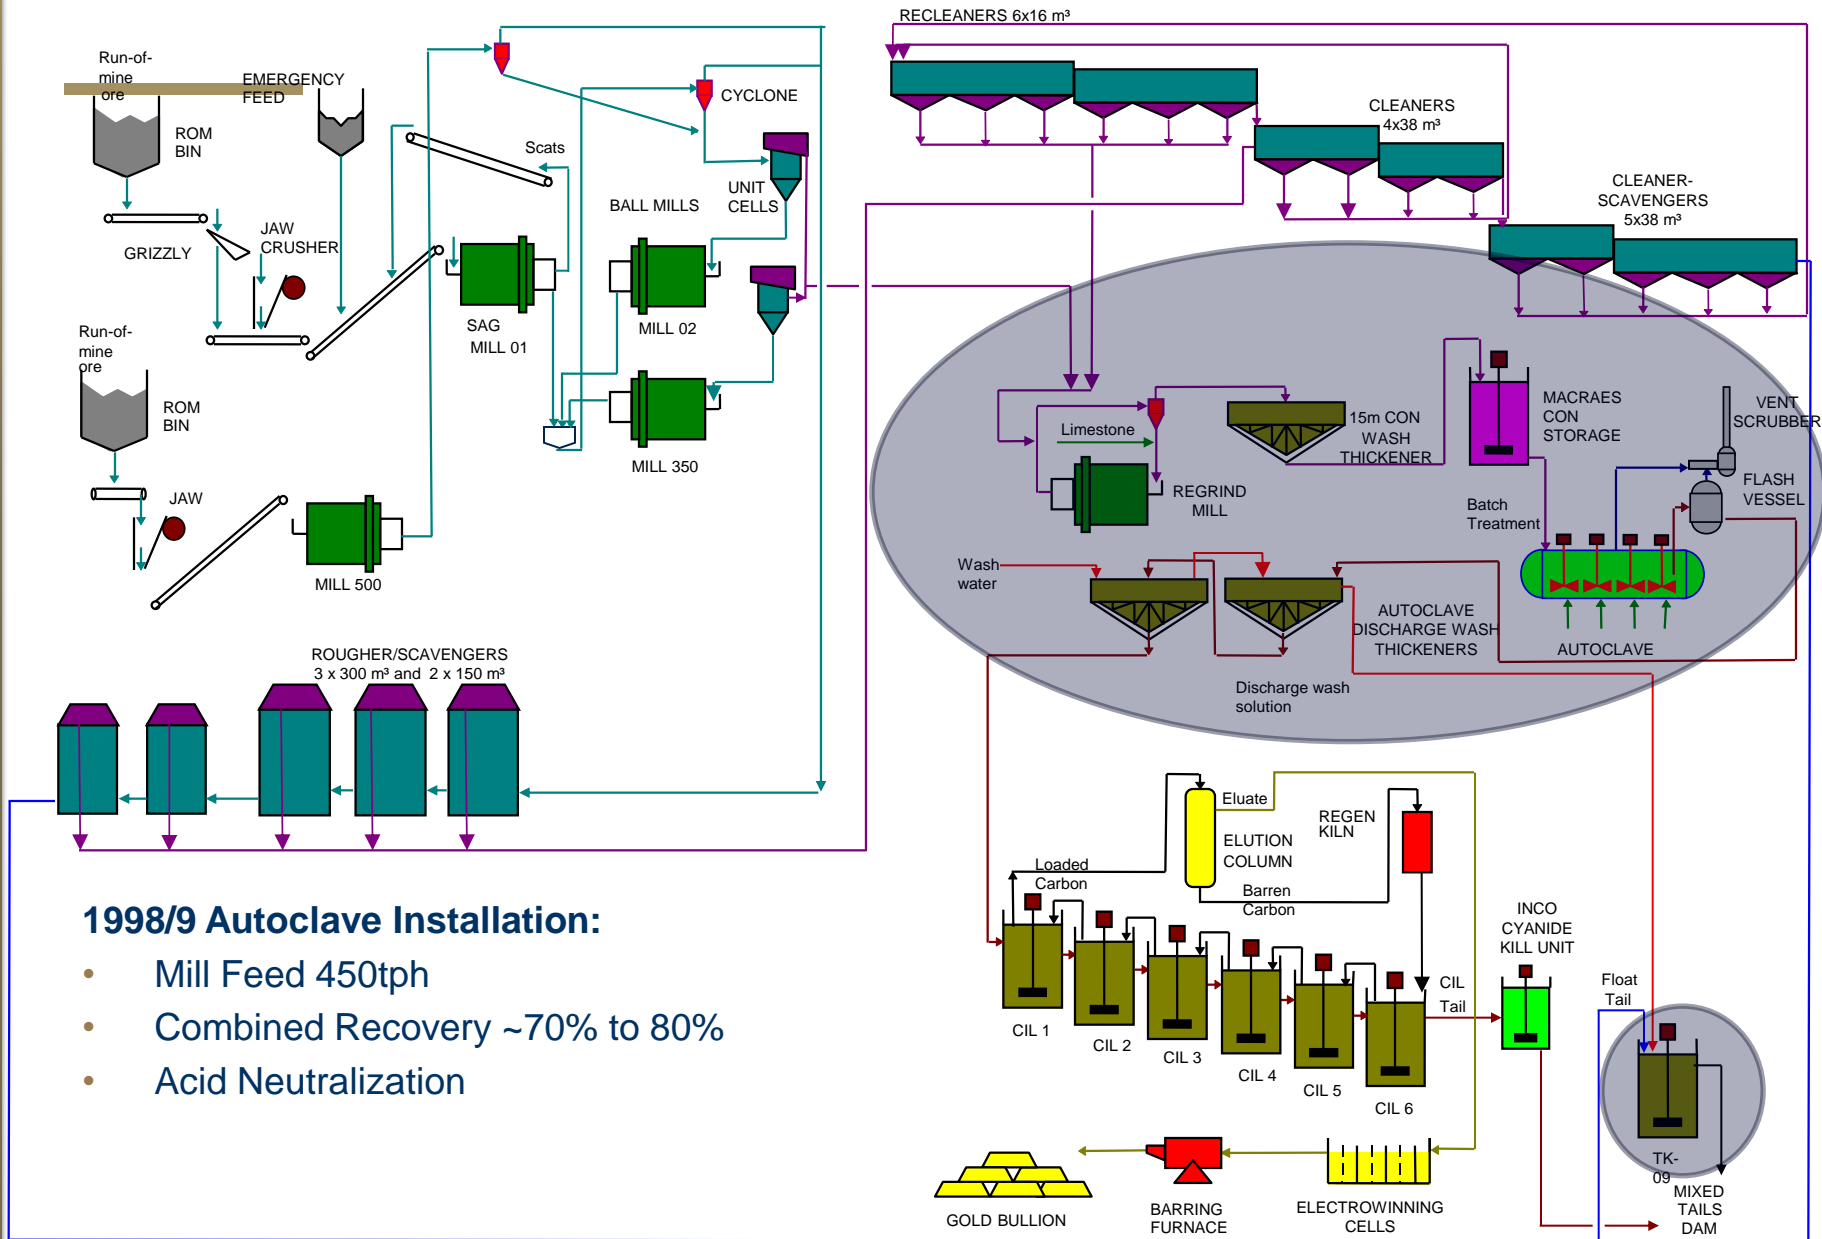 RECLEANERS 6x16 m³
Run-of-
mine
ore
EMERGENCY
FEED
ROM
BIN
CYCLONE
Scats
CLEANERS
4x38 m³
UNIT
CELLS
BALL MILLS
CLEANER-
SCAVENGERS
5x38 m³
GRIZZLY
JAW
CRUSHER
SAG
MILL 01
MILL 02
Run-of-
mine
ore
ROM
BIN
MILL 350
JAW
MILL 500
Limestone
15m CON
WASH
THICKENER
MACRAES
CON
STORAGE
VENT
SCRUBBER
REGRIND
MILL
FLASH
VESSEL
Batch
Treatment
Wash
water
AUTOCLAVE
DISCHARGE WASH
THICKENERS
AUTOCLAVE
Discharge wash
solution
ROUGHER/SCAVENGERS
3 x 300 m³ and 2 x 150 m³
Eluate
REGEN
KILN
ELUTION
COLUMN
Loaded
Carbon
Barren
Carbon
INCO
CYANIDE
KILL UNIT
1998/9 Autoclave Installation:
• Mill Feed 450tph
• Combined Recovery ~70% to 80%
• Acid Neutralization
CIL
Tail
Float
Tail
CIL 1
CIL 2
CIL 3
CIL 4
CIL 5
CIL 6
TK-
09
MIXED
TAILS
DAM
GOLD BULLION
BARRING
FURNACE
ELECTROWINNING
CELLS